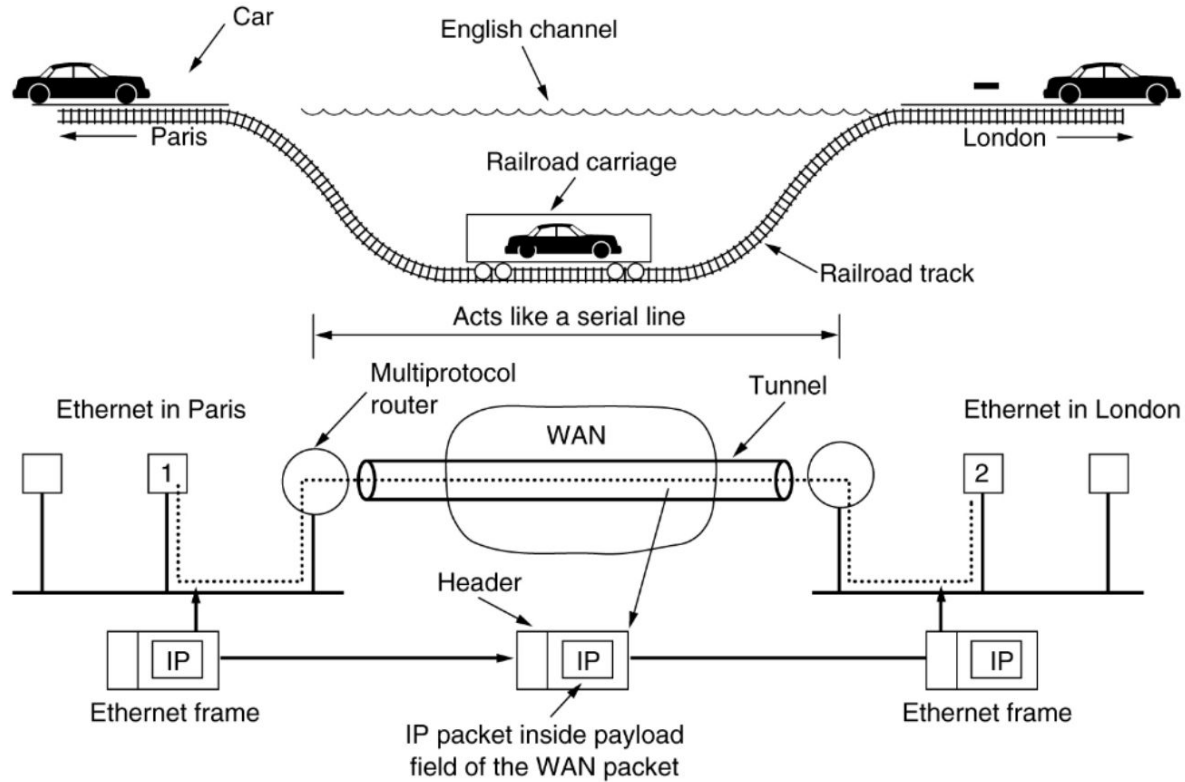 Car
English channel
Paris
London
Railroad carriage
Railroad track
Acts like a serial line
Multiprotocol
router
Tunnel
Ethernet in Paris
Ethernet in London
WAN
1
2
Header
IP
IP
IP
Ethernet frame
Ethernet frame
IP packet inside payload
field of the WAN packet